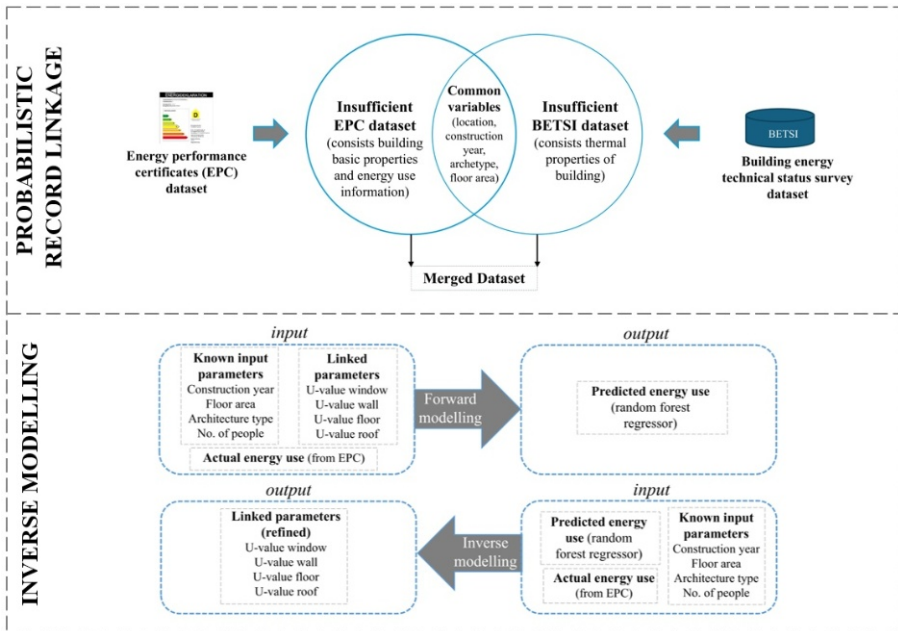 PROBABILISTIC
RECORD LINKAGE
Energy performance
certificates (EPC)
dataset
Insufficient
EPC dataset
(consists building
basic properties
and energy use
information)
Common
variables
(location,
construction
year,
archetype,
floor area)
Insufficient
BETSI dataset
(consists thermal
properties of
building)
BETSI
Building energy
technical status survey
dataset
Merged Dataset
INVERSE MODELLING
input
Known input
parameters
Construction year
Floor area
Architecture type
No. of people
Linked
parameters
U-value window
U-value wall
U-value floor
U-value roof
Actual energy use (from EPC)
Forward
modelling
output
Predicted energy use
(random forest
regressor)
output
Linked parameters
(refined)
U-value window
U-value wall
U-value floor
U-value roof
Inverse
modelling
input
Predicted energy
use (random
forest regressor)
Actual energy use
(from EPC)
Known input
parameters
Construction year
Floor area
Architecture type
No. of people